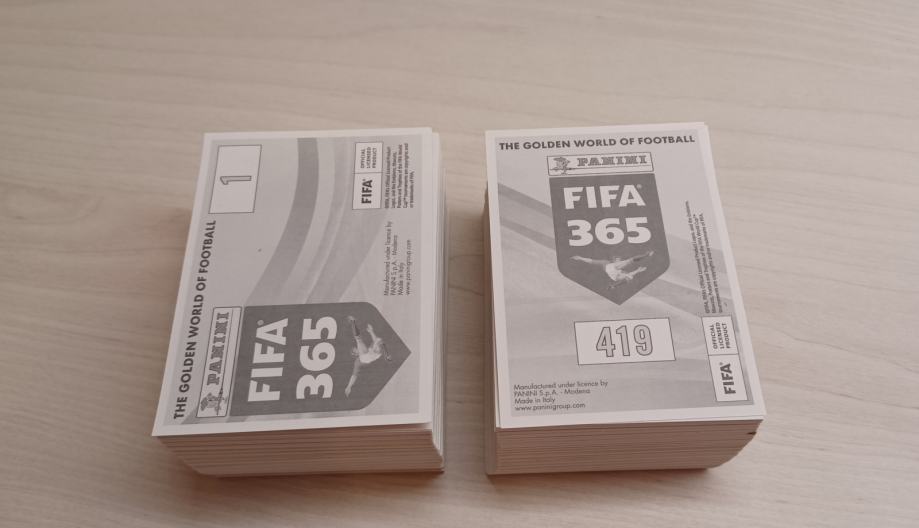 THE GOLDEN WORLD OF FOOTBALL
1
PANINI
FIFA®
365
Manufactured under licence by
PANINI S.p.A. - Modena
Made in Italy
www.paninigroup.com
FIFA®
OFFICIAL
LICENSED
PRODUCT
THE GOLDEN WORLD OF FOOTBALL
PANINI
FIFA®
365
419
Manufactured under licence by
PANINI S.p.A. - Modena
Made in Italy
www.paninigroup.com
FIFA®
OFFICIAL
LICENSED
PRODUCT